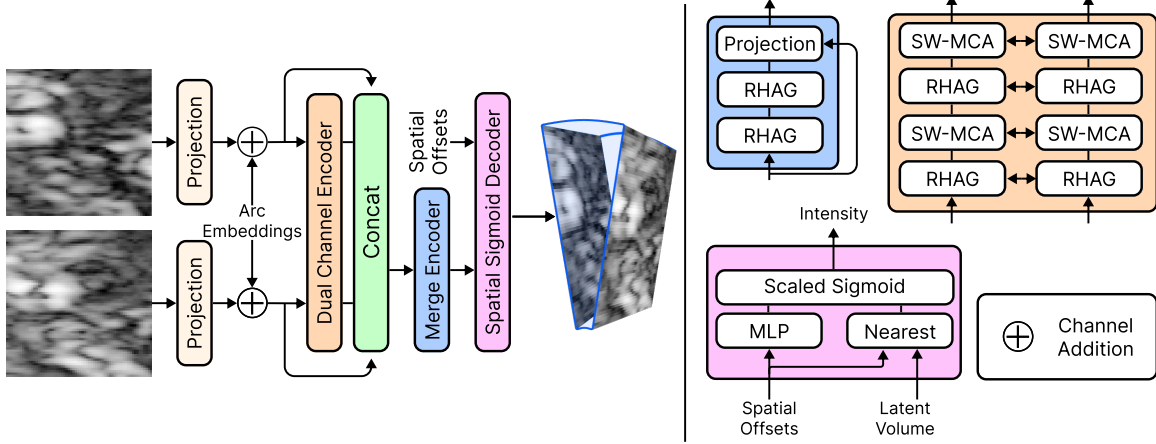 Projection
Arc
Embeddings
Projection
Dual Channel Encoder
Concat
Spatial
Offsets
Merge Encoder
Spatial Sigmoid Decoder
Projection
RHAG
RHAG
SW-MCA
SW-MCA
RHAG
RHAG
SW-MCA
SW-MCA
RHAG
RHAG
Intensity
Scaled Sigmoid
MLP
Nearest
Spatial
Offsets
Latent
Volume
Channel
Addition